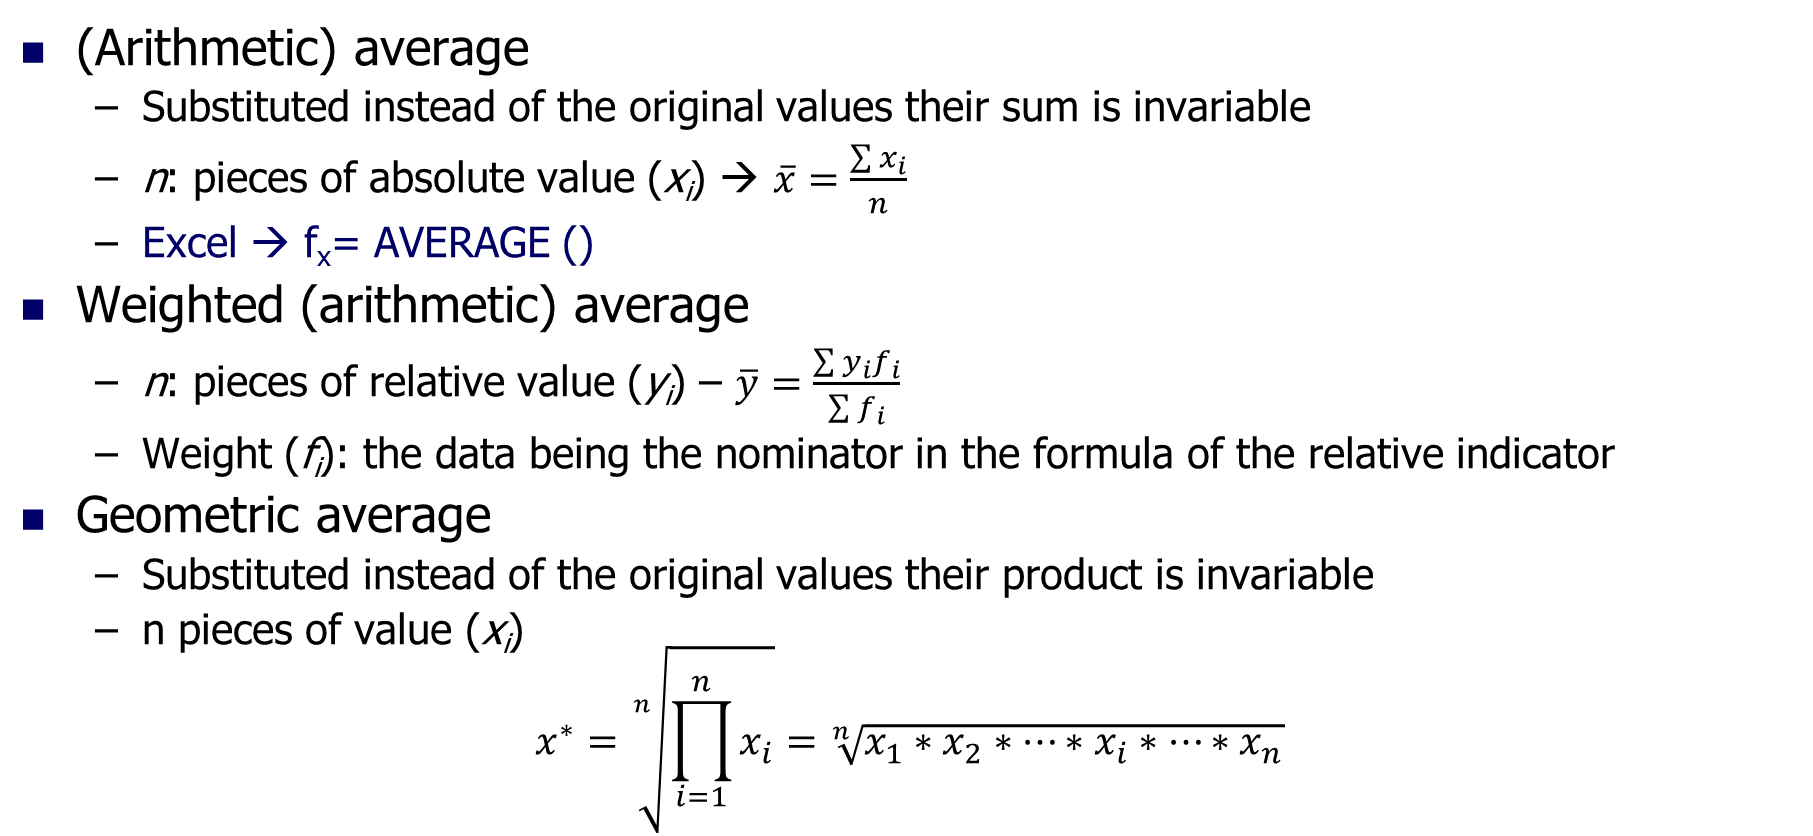 ■ (Arithmetic) average
– Substituted instead of the original values their sum is invariable
– n: pieces of absolute value (xᵢ) → x̄ = ∑ xᵢ / n
– Excel → fₓ= AVERAGE ()
■ Weighted (arithmetic) average
– n: pieces of relative value (yᵢ) – ȳ = ∑ yᵢfᵢ / ∑ fᵢ
– Weight (fᵢ): the data being the nominator in the formula of the relative indicator
■ Geometric average
– Substituted instead of the original values their product is invariable
– n pieces of value (xᵢ)
x* = ⁿ√∏ⁿᵢ₌₁ xᵢ = ⁿ√x₁ * x₂ * ⋯ * xᵢ * ⋯ * xₙ